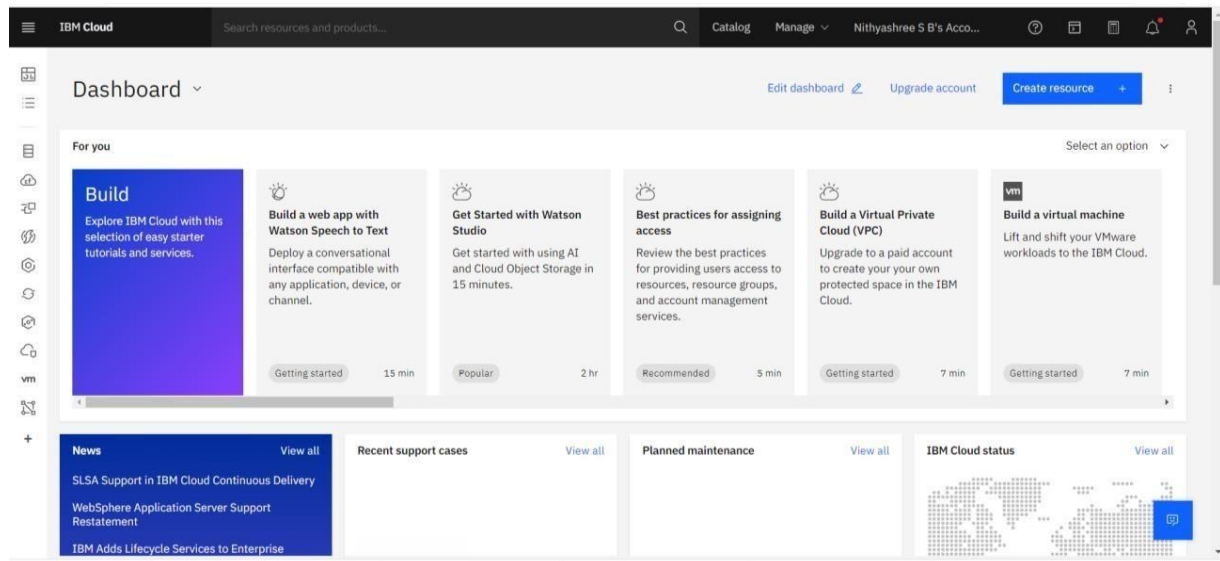 IBM Cloud
Search resources and products...
Catalog
Manage
Nithyashree S B's Acco...
Dashboard
Edit dashboard
Upgrade account
Create resource +
For you
Select an option
Build
Explore IBM Cloud with this
selection of easy starter
tutorials and services.
Build a web app with
Watson Speech to Text
Deploy a conversational
interface compatible with
any application, device, or
channel.
Getting started
15 min
Get Started with Watson
Studio
Get started with using AI
and Cloud Object Storage in
15 minutes.
Popular
2 hr
Best practices for assigning
access
Review the best practices
for providing users access to
resources, resource groups,
and account management
services.
Recommended
5 min
Build a Virtual Private
Cloud (VPC)
Upgrade to a paid account
to create your your own
protected space in the IBM
Cloud.
Getting started
7 min
vm
Build a virtual machine
Lift and shift your VMware
workloads to the IBM Cloud.
Getting started
7 min
vm
+
News
View all
SLSA Support in IBM Cloud Continuous Delivery
WebSphere Application Server Support
Restatement
IBM Adds Lifecycle Services to Enterprise
Recent support cases
View all
Planned maintenance
View all
IBM Cloud status
View all